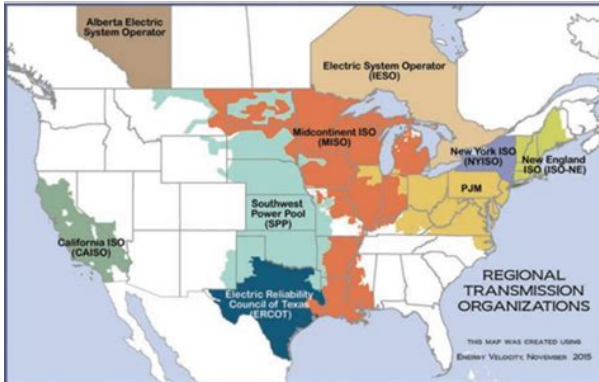 Alberta Electric
System Operator
Electric System Operator
(IESO)
Midcontinent ISO
(MISO)
New York ISO
(NYISO)
New England
ISO (ISO-NE)
PJM
Southwest
Power Pool
(SPP)
California ISO
(CAISO)
Electric Reliability
Council of Texas
(ERCOT)
REGIONAL
TRANSMISSION
ORGANIZATIONS
THIS MAP WAS CREATED USING
ENERGY VELOCITY, NOVEMBER 2015